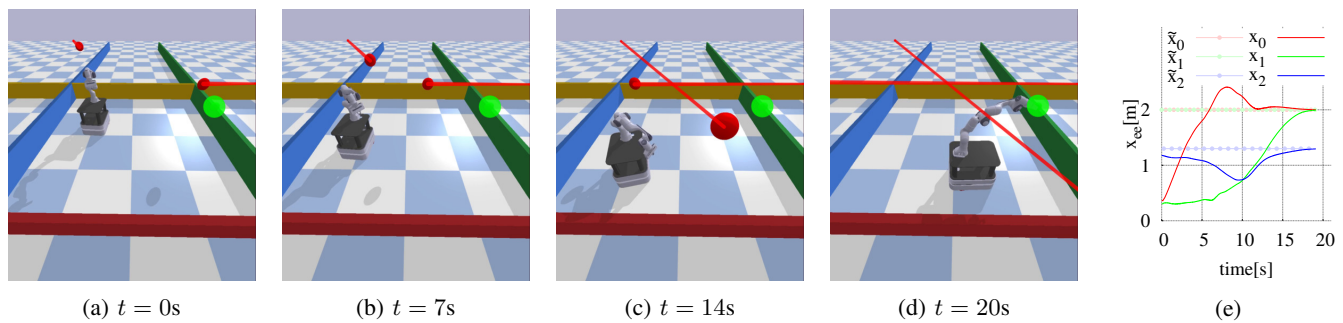 x̃₀ x₀
x̃₁ x₁
x̃₂ x₂
x_ee[m]
2
1
0
0 5 10 15 20
time[s]
(a) t = 0s (b) t = 7s (c) t = 14s (d) t = 20s (e)